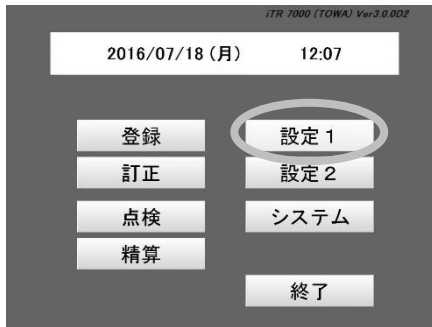 iTR 7000 (TOWA) Ver3.0.0D2
2016/07/18 (月) 12:07
登録 設定１
訂正 設定２
点検 システム
精算
終了